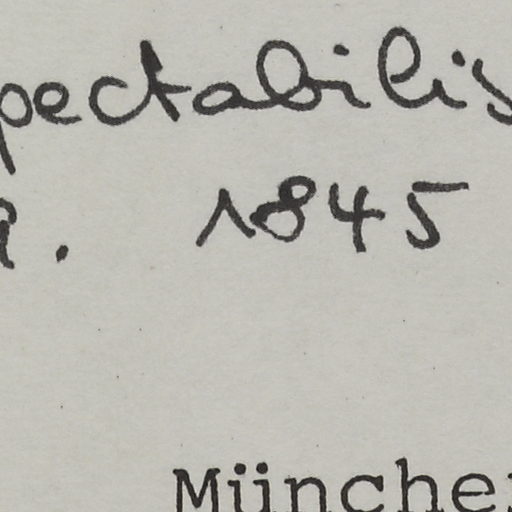 pectabilis
. 1845
Münche